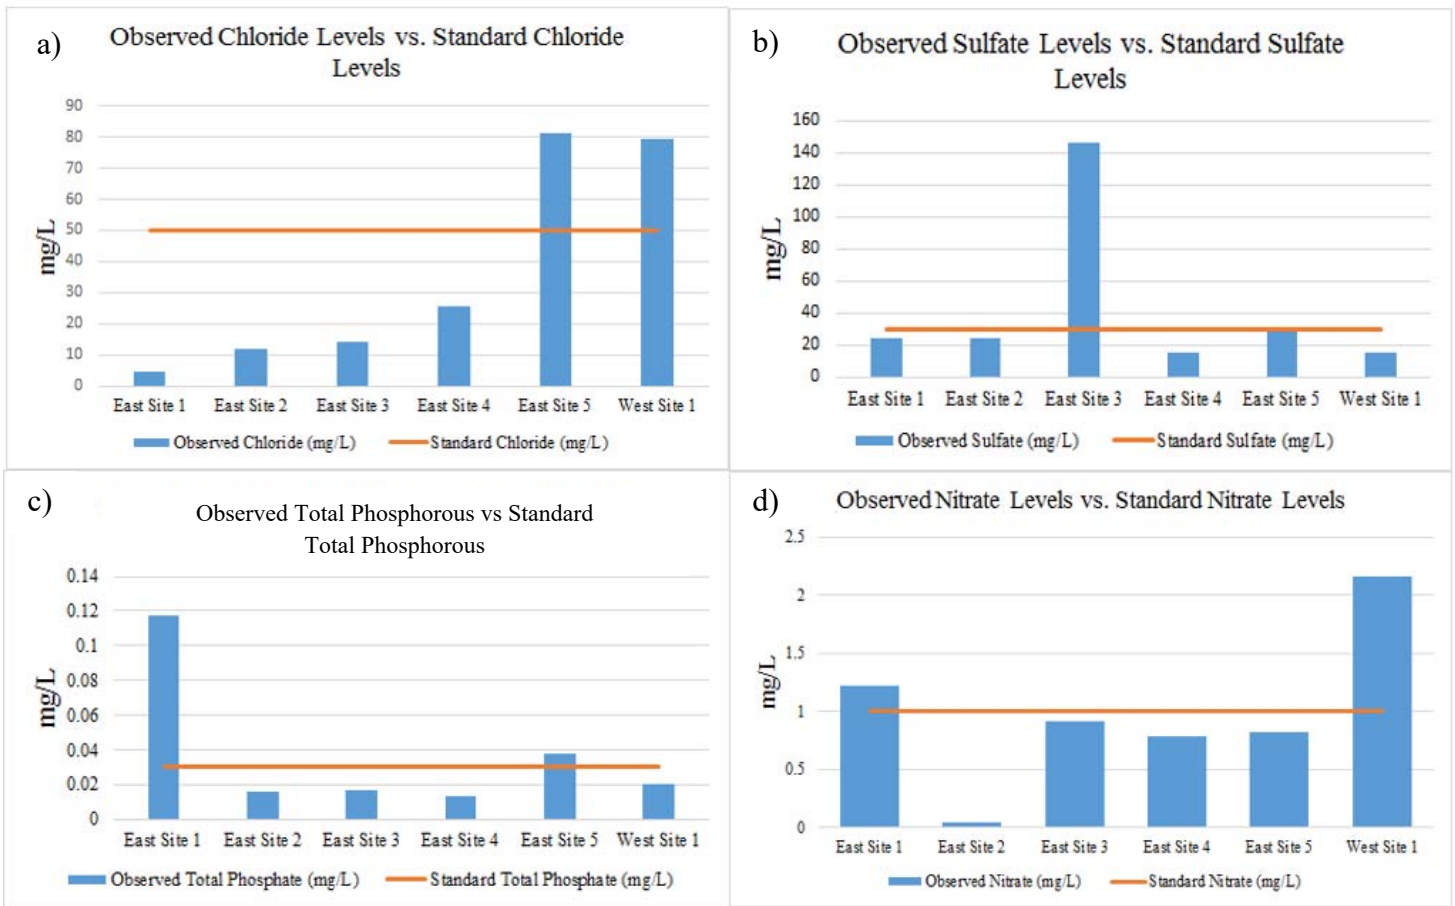 a)
Observed Chloride Levels vs. Standard Chloride
Levels
90
80
70
60
50
40
30
20
10
0
mg/L
East Site 1 East Site 2 East Site 3 East Site 4 East Site 5 West Site 1
Observed Chloride (mg/L) Standard Chloride (mg/L)
b)
Observed Sulfate Levels vs. Standard Sulfate
Levels
160
140
120
100
80
60
40
20
0
mg/L
East Site 1 East Site 2 East Site 3 East Site 4 East Site 5 West Site 1
Observed Sulfate (mg/L) Standard Sulfate (mg/L)
c)
Observed Total Phosphorous vs Standard
Total Phosphorous
0.14
0.12
0.1
0.08
0.06
0.04
0.02
0
mg/L
East Site 1 East Site 2 East Site 3 East Site 4 East Site 5 West Site 1
Observed Total Phosphate (mg/L) Standard Total Phosphate (mg/L)
d)
Observed Nitrate Levels vs. Standard Nitrate Levels
2.5
2
1.5
1
0.5
0
mg/L
East Site 1 East Site 2 East Site 3 East Site 4 East Site 5 West Site 1
Observed Nitrate (mg/L) Standard Nitrate (mg/L)